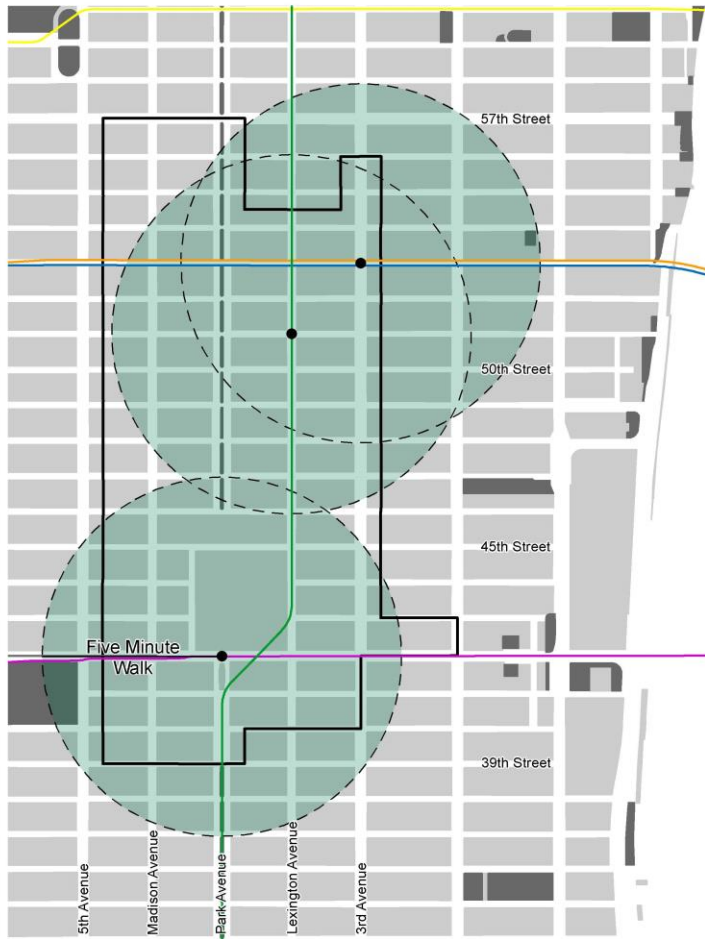 57th Street
50th Street
45th Street
Five Minute
Walk
39th Street
5th Avenue
Madison Avenue
Park Avenue
Lexington Avenue
3rd Avenue